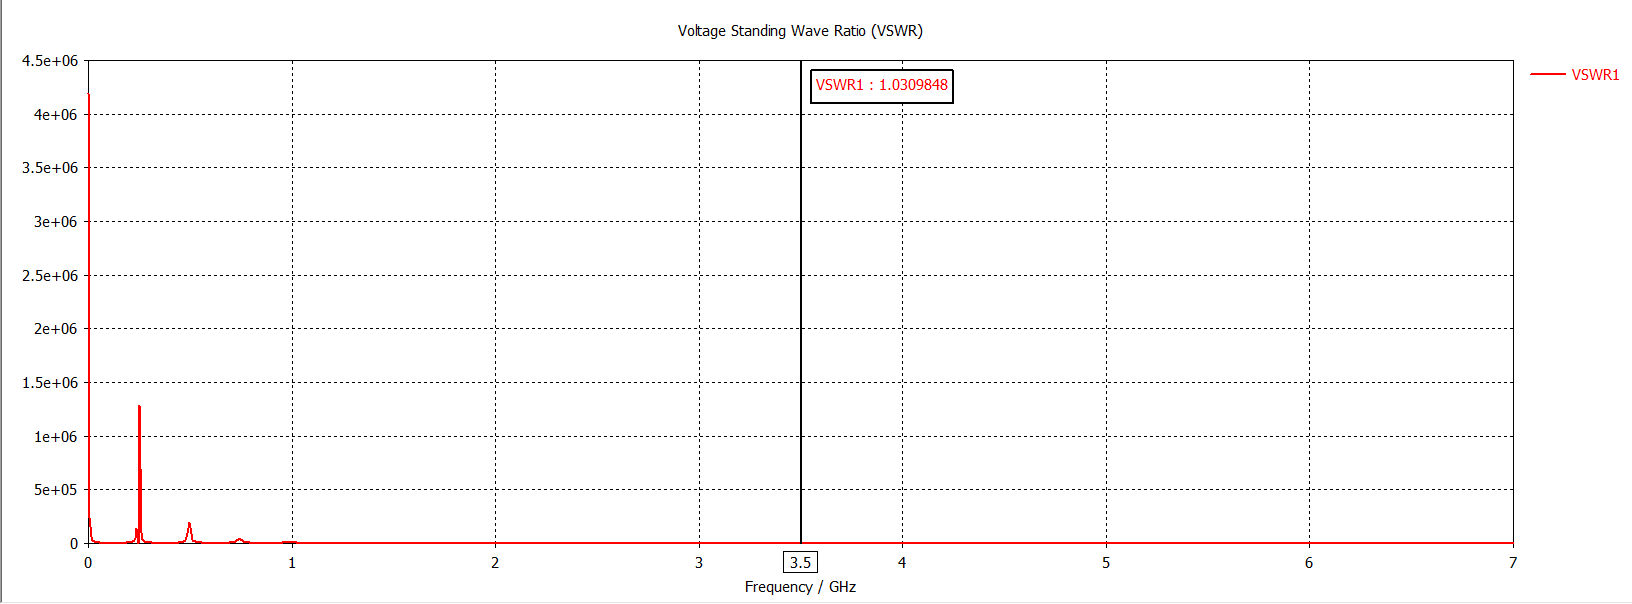 Voltage Standing Wave Ratio (VSWR)
4.5e+06
4e+06
3.5e+06
3e+06
2.5e+06
2e+06
1.5e+06
1e+06
5e+05
0
VSWR1 : 1.0309848
VSWR1
0 1 2 3 3.5 4 5 6 7
Frequency / GHz